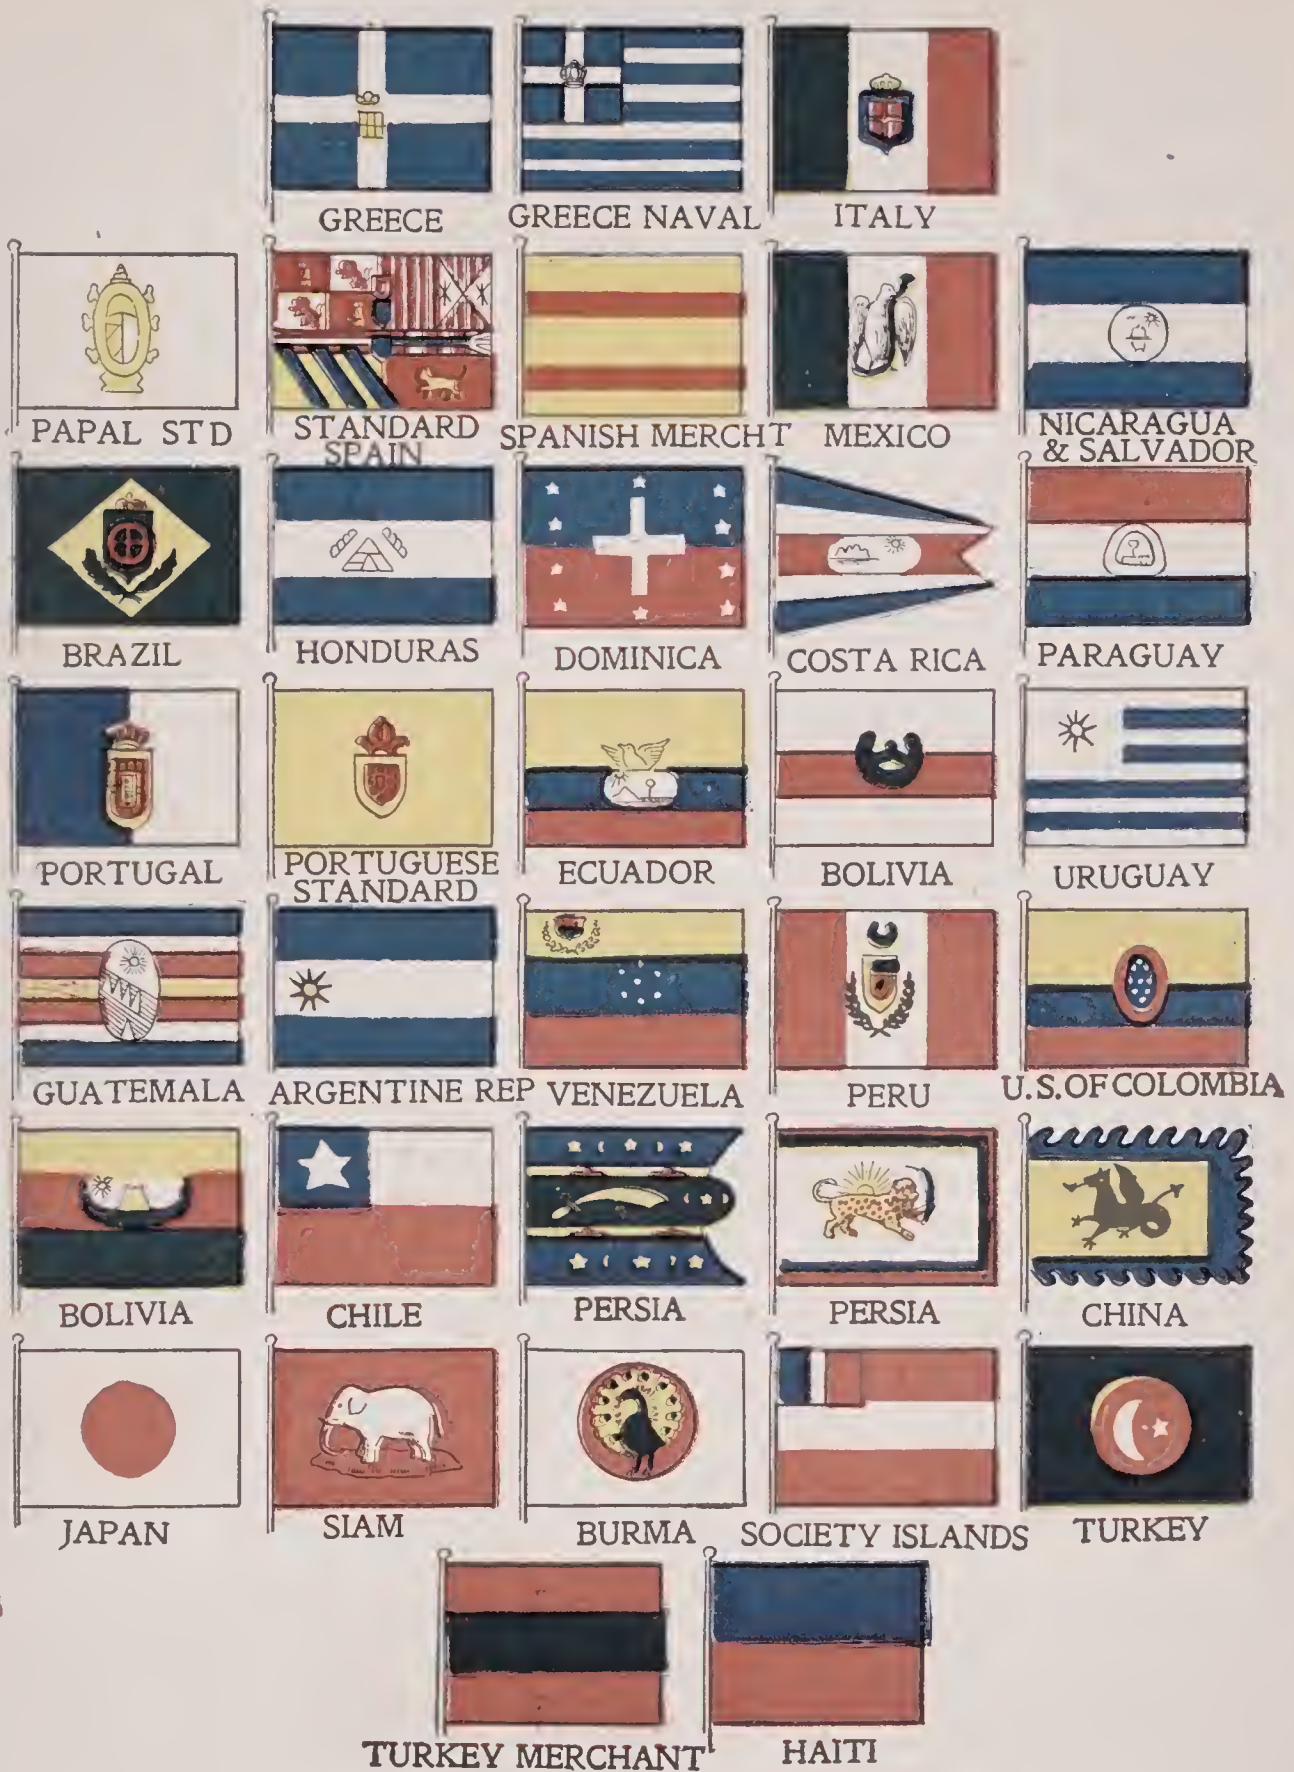 GREECE
GREECE NAVAL
ITALY
PAPAL STD
STANDARD
SPAIN
SPANISH MERCHT
MEXICO
NICARAGUA
& SALVADOR
BRAZIL
HONDURAS
DOMINICA
COSTA RICA
PARAGUAY
PORTUGAL
PORTUGUESE
STANDARD
ECUADOR
BOLIVIA
URUGUAY
GUATEMALA
ARGENTINE REP
VENEZUELA
PERU
U.S. OF COLOMBIA
BOLIVIA
CHILE
PERSIA
PERSIA
CHINA
JAPAN
SIAM
BURMA
SOCIETY ISLANDS
TURKEY
TURKEY MERCHANT
HAITI